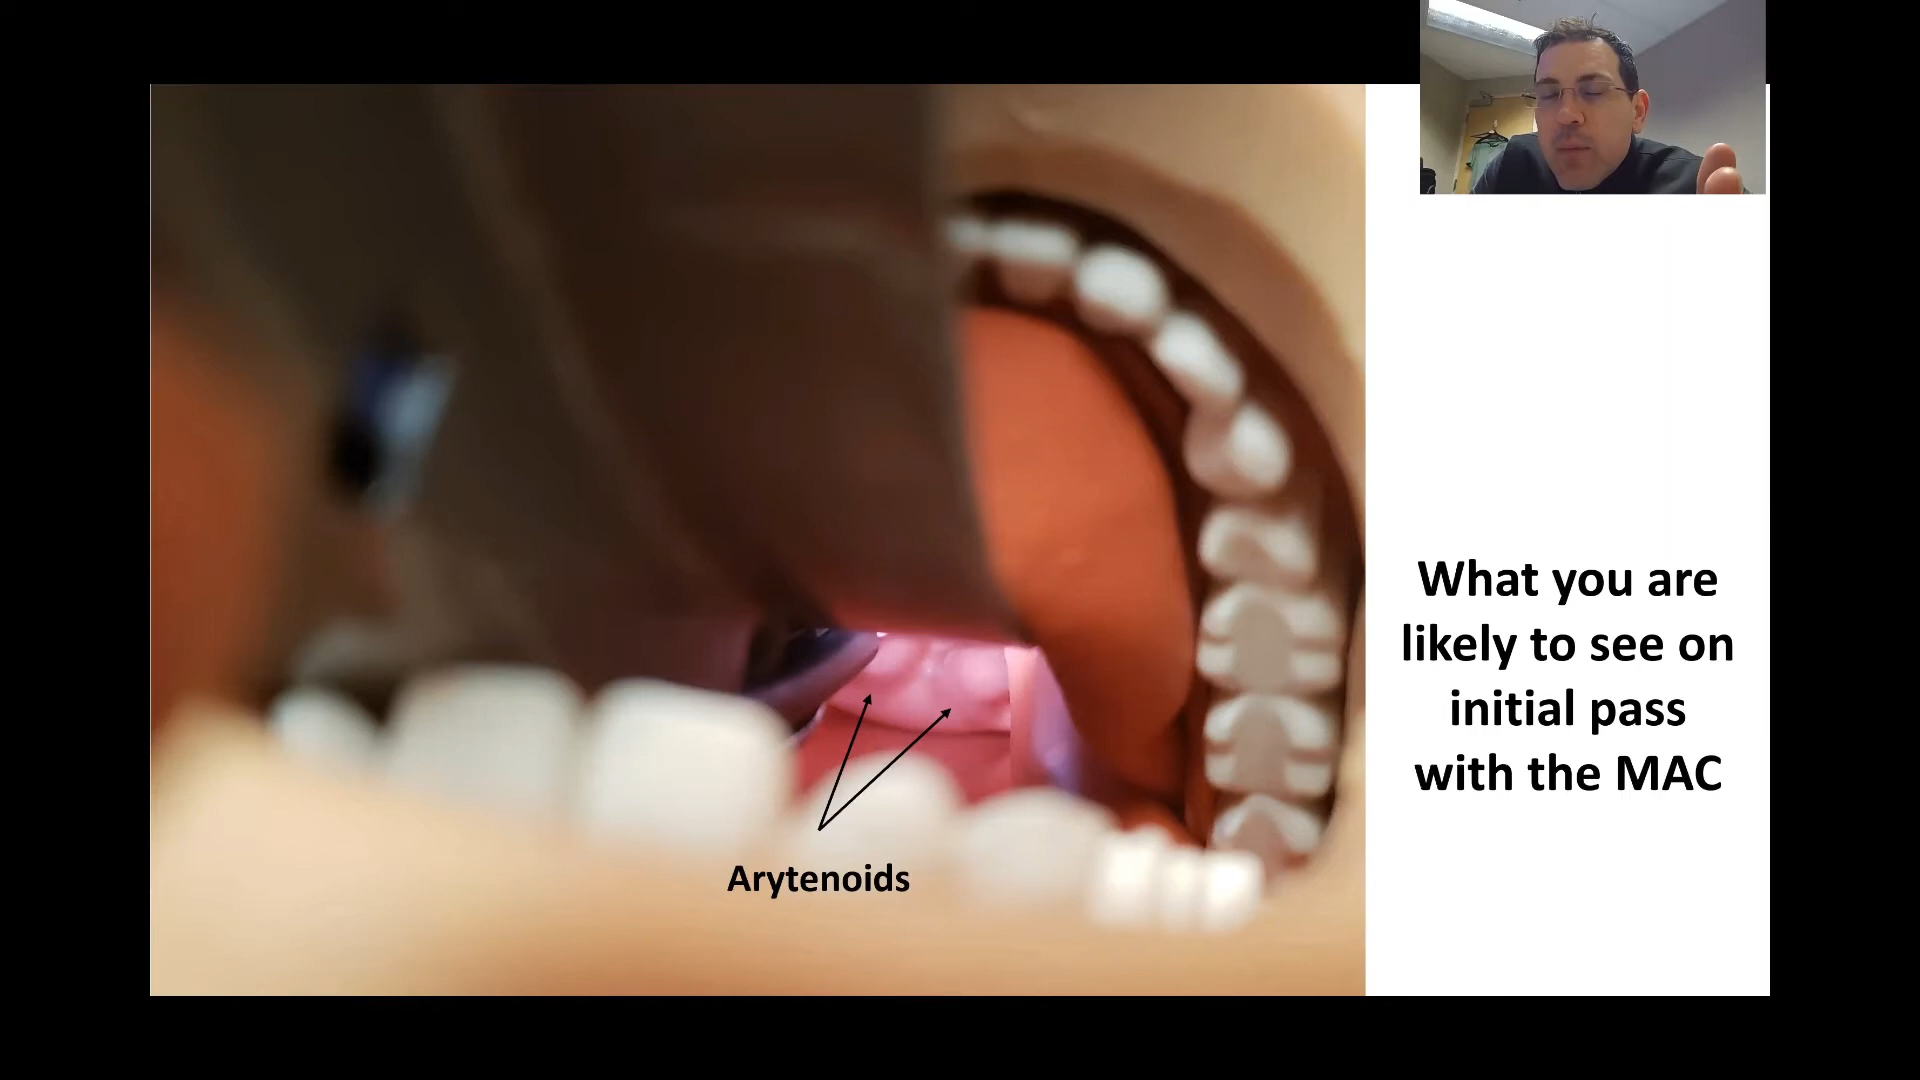 What you are
likely to see on
initial pass
with the MAC
Arytenoids